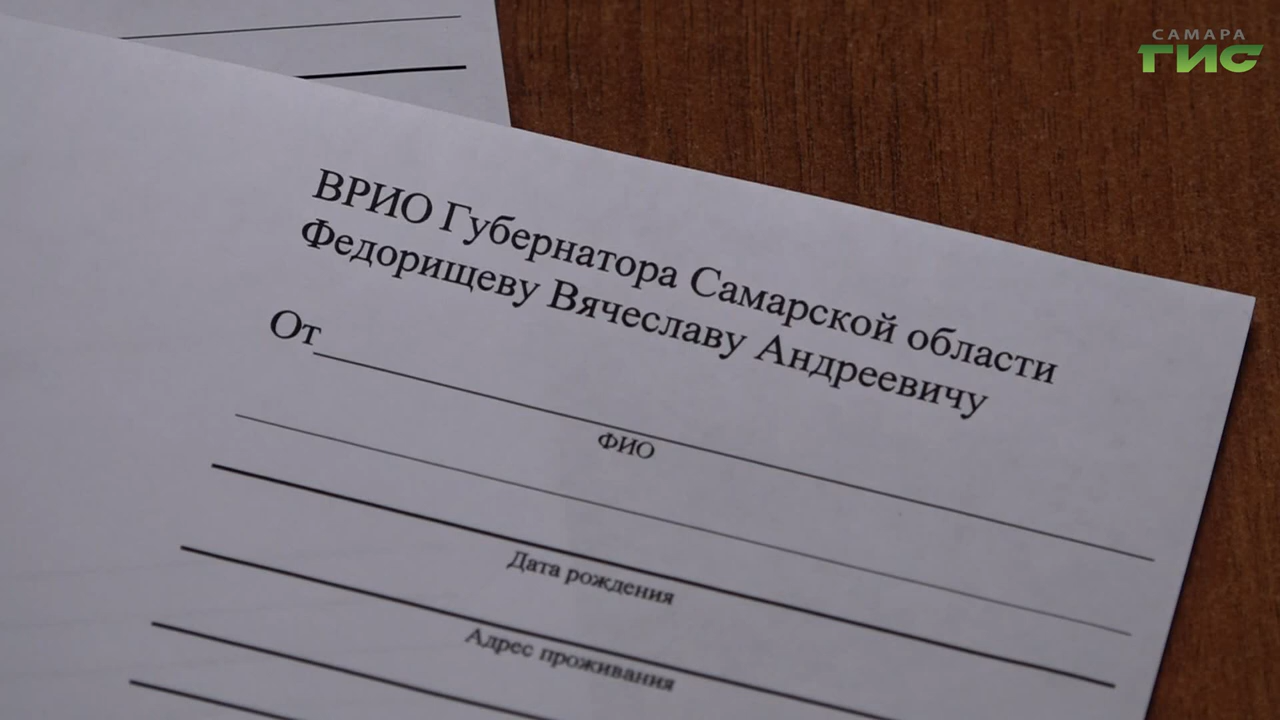 САМАРА
ГИС
ВРИО Губернатора Самарской области
Федорищеву Вячеславу Андреевичу
От
ФИО
Дата рождения
Адрес проживания